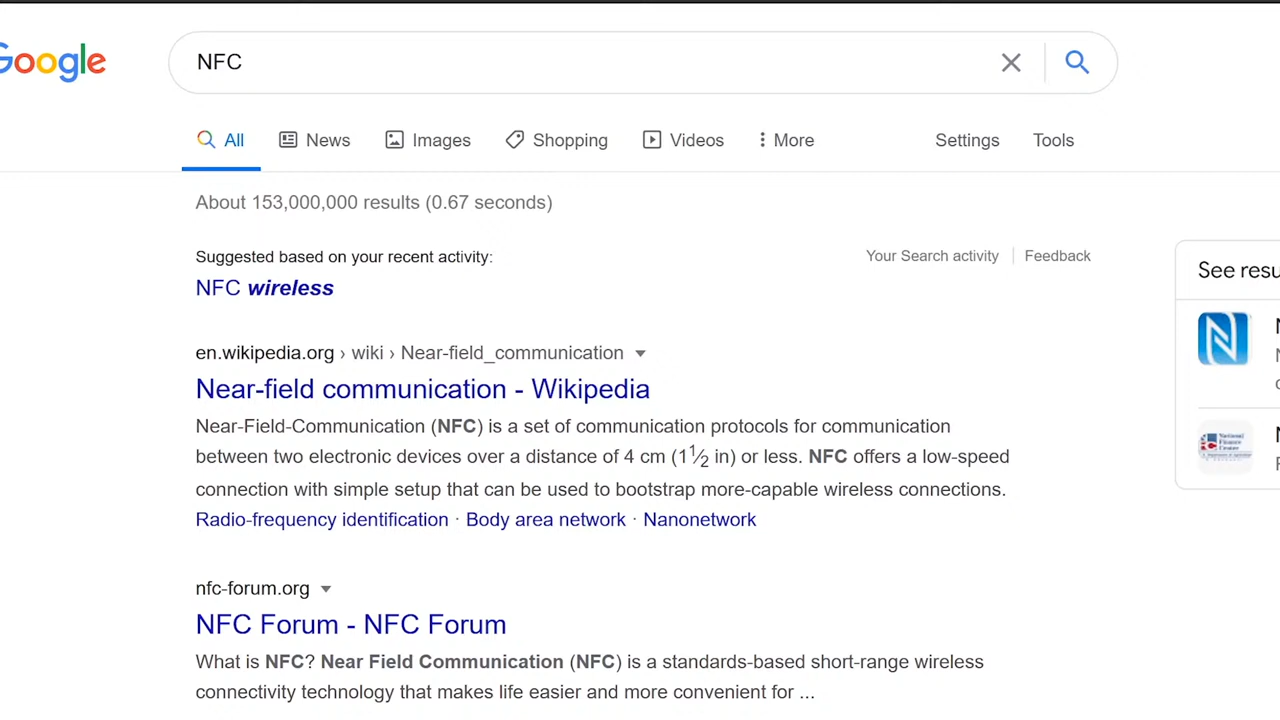 Google
NFC
All News Images Shopping Videos More Settings Tools
About 153,000,000 results (0.67 seconds)
Suggested based on your recent activity: Your Search activity Feedback
NFC wireless
See resu
en.wikipedia.org › wiki › Near-field_communication
Near-field communication - Wikipedia
Near-Field-Communication (NFC) is a set of communication protocols for communication
between two electronic devices over a distance of 4 cm (1 1⁄2 in) or less. NFC offers a low-speed
connection with simple setup that can be used to bootstrap more-capable wireless connections.
Radio-frequency identification · Body area network · Nanonetwork
National
Finance
Center
nfc-forum.org
NFC Forum - NFC Forum
What is NFC? Near Field Communication (NFC) is a standards-based short-range wireless
connectivity technology that makes life easier and more convenient for ...